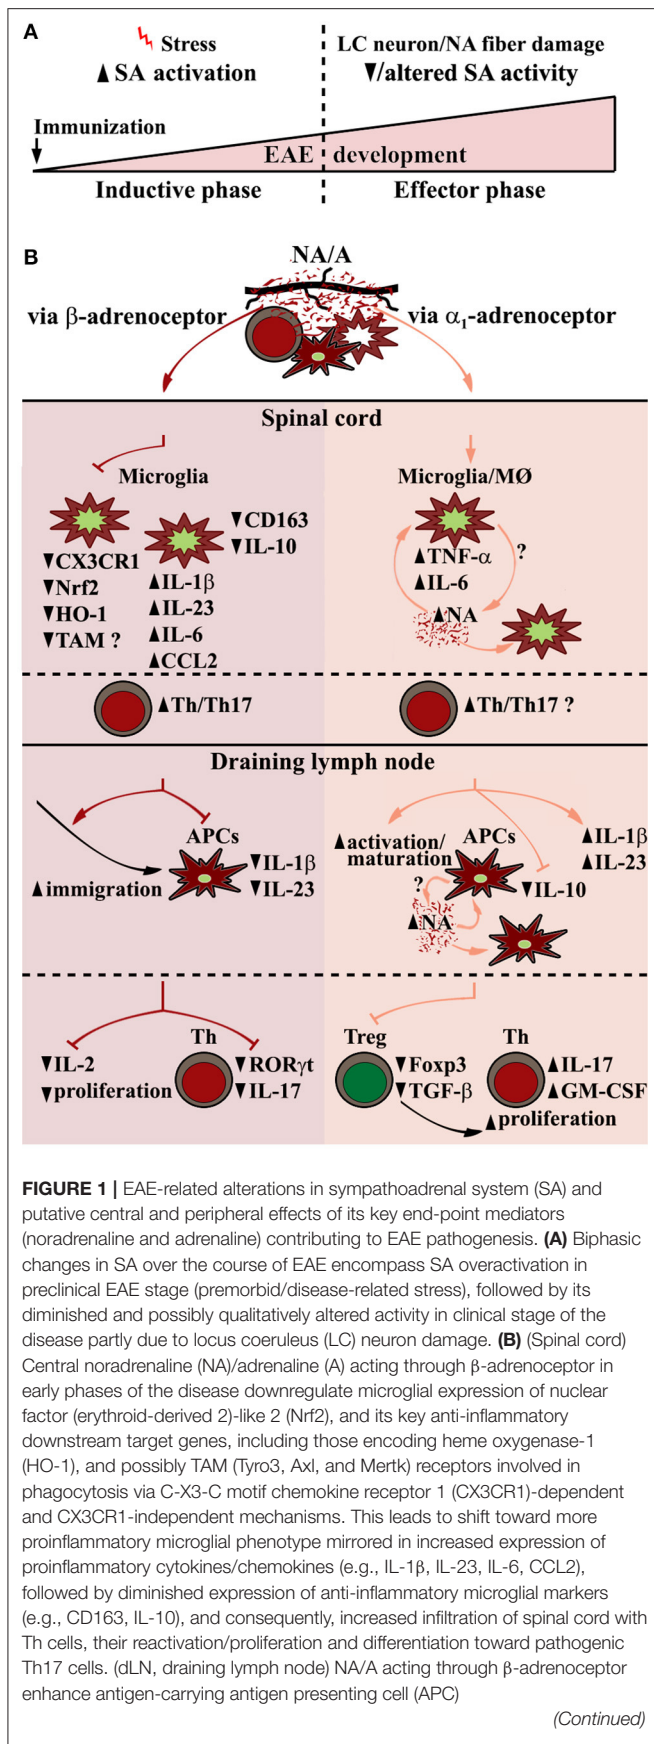 A
Stress
▲ SA activation
LC neuron/NA fiber damage
▼/altered SA activity
Immunization
EAE development
Inductive phase
Effector phase
B
NA/A
via β-adrenoceptor
via α₁-adrenoceptor
Spinal cord
Microglia
▼CX3CR1
▼Nrf2
▼HO-1
▼TAM ?
▼CD163
▼IL-10
▲IL-1β
▲IL-23
▲IL-6
▲CCL2
Microglia/MØ
▲TNF-α
▲IL-6
?
▲NA
▲Th/Th17
▲Th/Th17 ?
Draining lymph node
APCs
▲immigration
▼IL-1β
▼IL-23
▲activation/
maturation
APCs
▲IL-1β
▲IL-23
▼IL-10
?
▲NA
▼IL-2
▼proliferation
Th
▼RORγt
▼IL-17
Treg
▼Foxp3
▼TGF-β
Th
▲IL-17
▲GM-CSF
▲proliferation
FIGURE 1 | EAE-related alterations in sympathoadrenal system (SA) and
putative central and peripheral effects of its key end-point mediators
(noradrenaline and adrenaline) contributing to EAE pathogenesis. (A) Biphasic
changes in SA over the course of EAE encompass SA overactivation in
preclinical EAE stage (premorbid/disease-related stress), followed by its
diminished and possibly qualitatively altered activity in clinical stage of the
disease partly due to locus coeruleus (LC) neuron damage. (B) (Spinal cord)
Central noradrenaline (NA)/adrenaline (A) acting through β-adrenoceptor in
early phases of the disease downregulate microglial expression of nuclear
factor (erythroid-derived 2)-like 2 (Nrf2), and its key anti-inflammatory
downstream target genes, including those encoding heme oxygenase-1
(HO-1), and possibly TAM (Tyro3, Axl, and Mertk) receptors involved in
phagocytosis via C-X3-C motif chemokine receptor 1 (CX3CR1)-dependent
and CX3CR1-independent mechanisms. This leads to shift toward more
proinflammatory microglial phenotype mirrored in increased expression of
proinflammatory cytokines/chemokines (e.g., IL-1β, IL-23, IL-6, CCL2),
followed by diminished expression of anti-inflammatory microglial markers
(e.g., CD163, IL-10), and consequently, increased infiltration of spinal cord with
Th cells, their reactivation/proliferation and differentiation toward pathogenic
Th17 cells. (dLN, draining lymph node) NA/A acting through β-adrenoceptor
enhance antigen-carrying antigen presenting cell (APC)
(Continued)